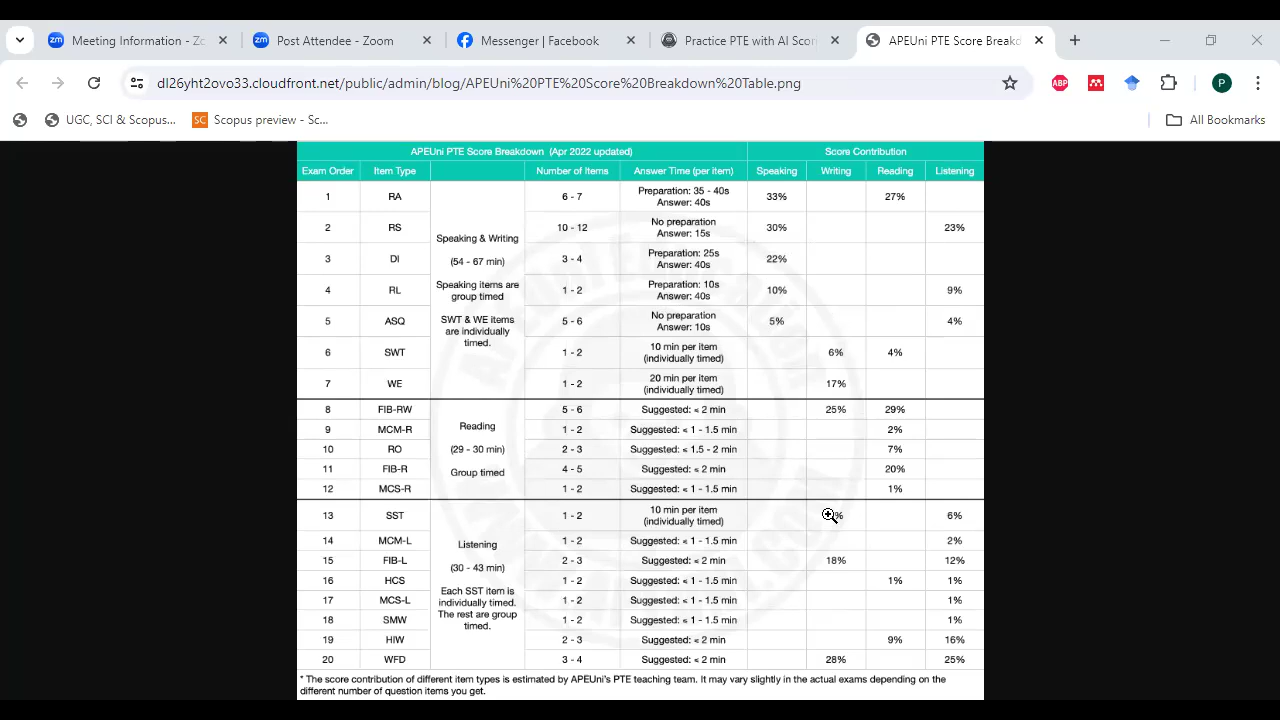 Meeting Information - Zo
Post Attendee - Zoom
Messenger | Facebook
Practice PTE with AI Scori
APEUni PTE Score Breakd
dl26yht2ovo33.cloudfront.net/public/admin/blog/APEUni%20PTE%20Score%20Breakdown%20Table.png
UGC, SCI & Scopus...
Scopus preview - Sc...
All Bookmarks
APEUni PTE Score Breakdown (Apr 2022 updated) Score Contribution
Exam Order Item Type Number of Items Answer Time (per item) Speaking Writing Reading Listening
1 RA 6 - 7 Preparation: 35 - 40s Answer: 40s 33% 27%
2 RS 10 - 12 No preparation Answer: 15s 30% 23%
Speaking & Writing
(54 - 67 min)
3 DI 3 - 4 Preparation: 25s Answer: 40s 22%
Speaking items are
group timed
4 RL 1 - 2 Preparation: 10s Answer: 40s 10% 9%
SWT & WE items
are individually
timed.
5 ASQ 5 - 6 No preparation Answer: 10s 5% 4%
6 SWT 1 - 2 10 min per item (individually timed) 6% 4%
7 WE 1 - 2 20 min per item (individually timed) 17%
8 FIB-RW 5 - 6 Suggested: ≤ 2 min 25% 29%
Reading
(29 - 30 min)
Group timed
9 MCM-R 1 - 2 Suggested: ≤ 1 - 1.5 min 2%
10 RO 2 - 3 Suggested: ≤ 1.5 - 2 min 7%
11 FIB-R 4 - 5 Suggested: ≤ 2 min 20%
12 MCS-R 1 - 2 Suggested: ≤ 1 - 1.5 min 1%
13 SST 1 - 2 10 min per item (individually timed) 6%
Listening
(30 - 43 min)
Each SST item is
individually timed.
The rest are group
timed.
14 MCM-L 1 - 2 Suggested: ≤ 1 - 1.5 min 2%
15 FIB-L 2 - 3 Suggested: ≤ 2 min 18% 12%
16 HCS 1 - 2 Suggested: ≤ 1 - 1.5 min 1% 1%
17 MCS-L 1 - 2 Suggested: ≤ 1 - 1.5 min 1%
18 SMW 1 - 2 Suggested: ≤ 1 - 1.5 min 1%
19 HIW 2 - 3 Suggested: ≤ 2 min 9% 16%
20 WFD 3 - 4 Suggested: ≤ 2 min 28% 25%
* The score contribution of different item types is estimated by APEUni's PTE teaching team. It may vary slightly in the actual exams depending on the
different number of question items you get.